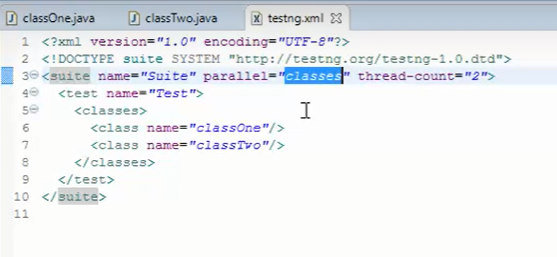 classOne.java classTwo.java testng.xml
1 <?xml version="1.0" encoding="UTF-8"?>
2 <!DOCTYPE suite SYSTEM "http://testng.org/testng-1.0.dtd">
3 <suite name="Suite" parallel="classes" thread-count="2">
4 <test name="Test">
5 <classes>
6 <class name="classOne"/>
7 <class name="classTwo"/>
8 </classes>
9 </test>
10 </suite>
11